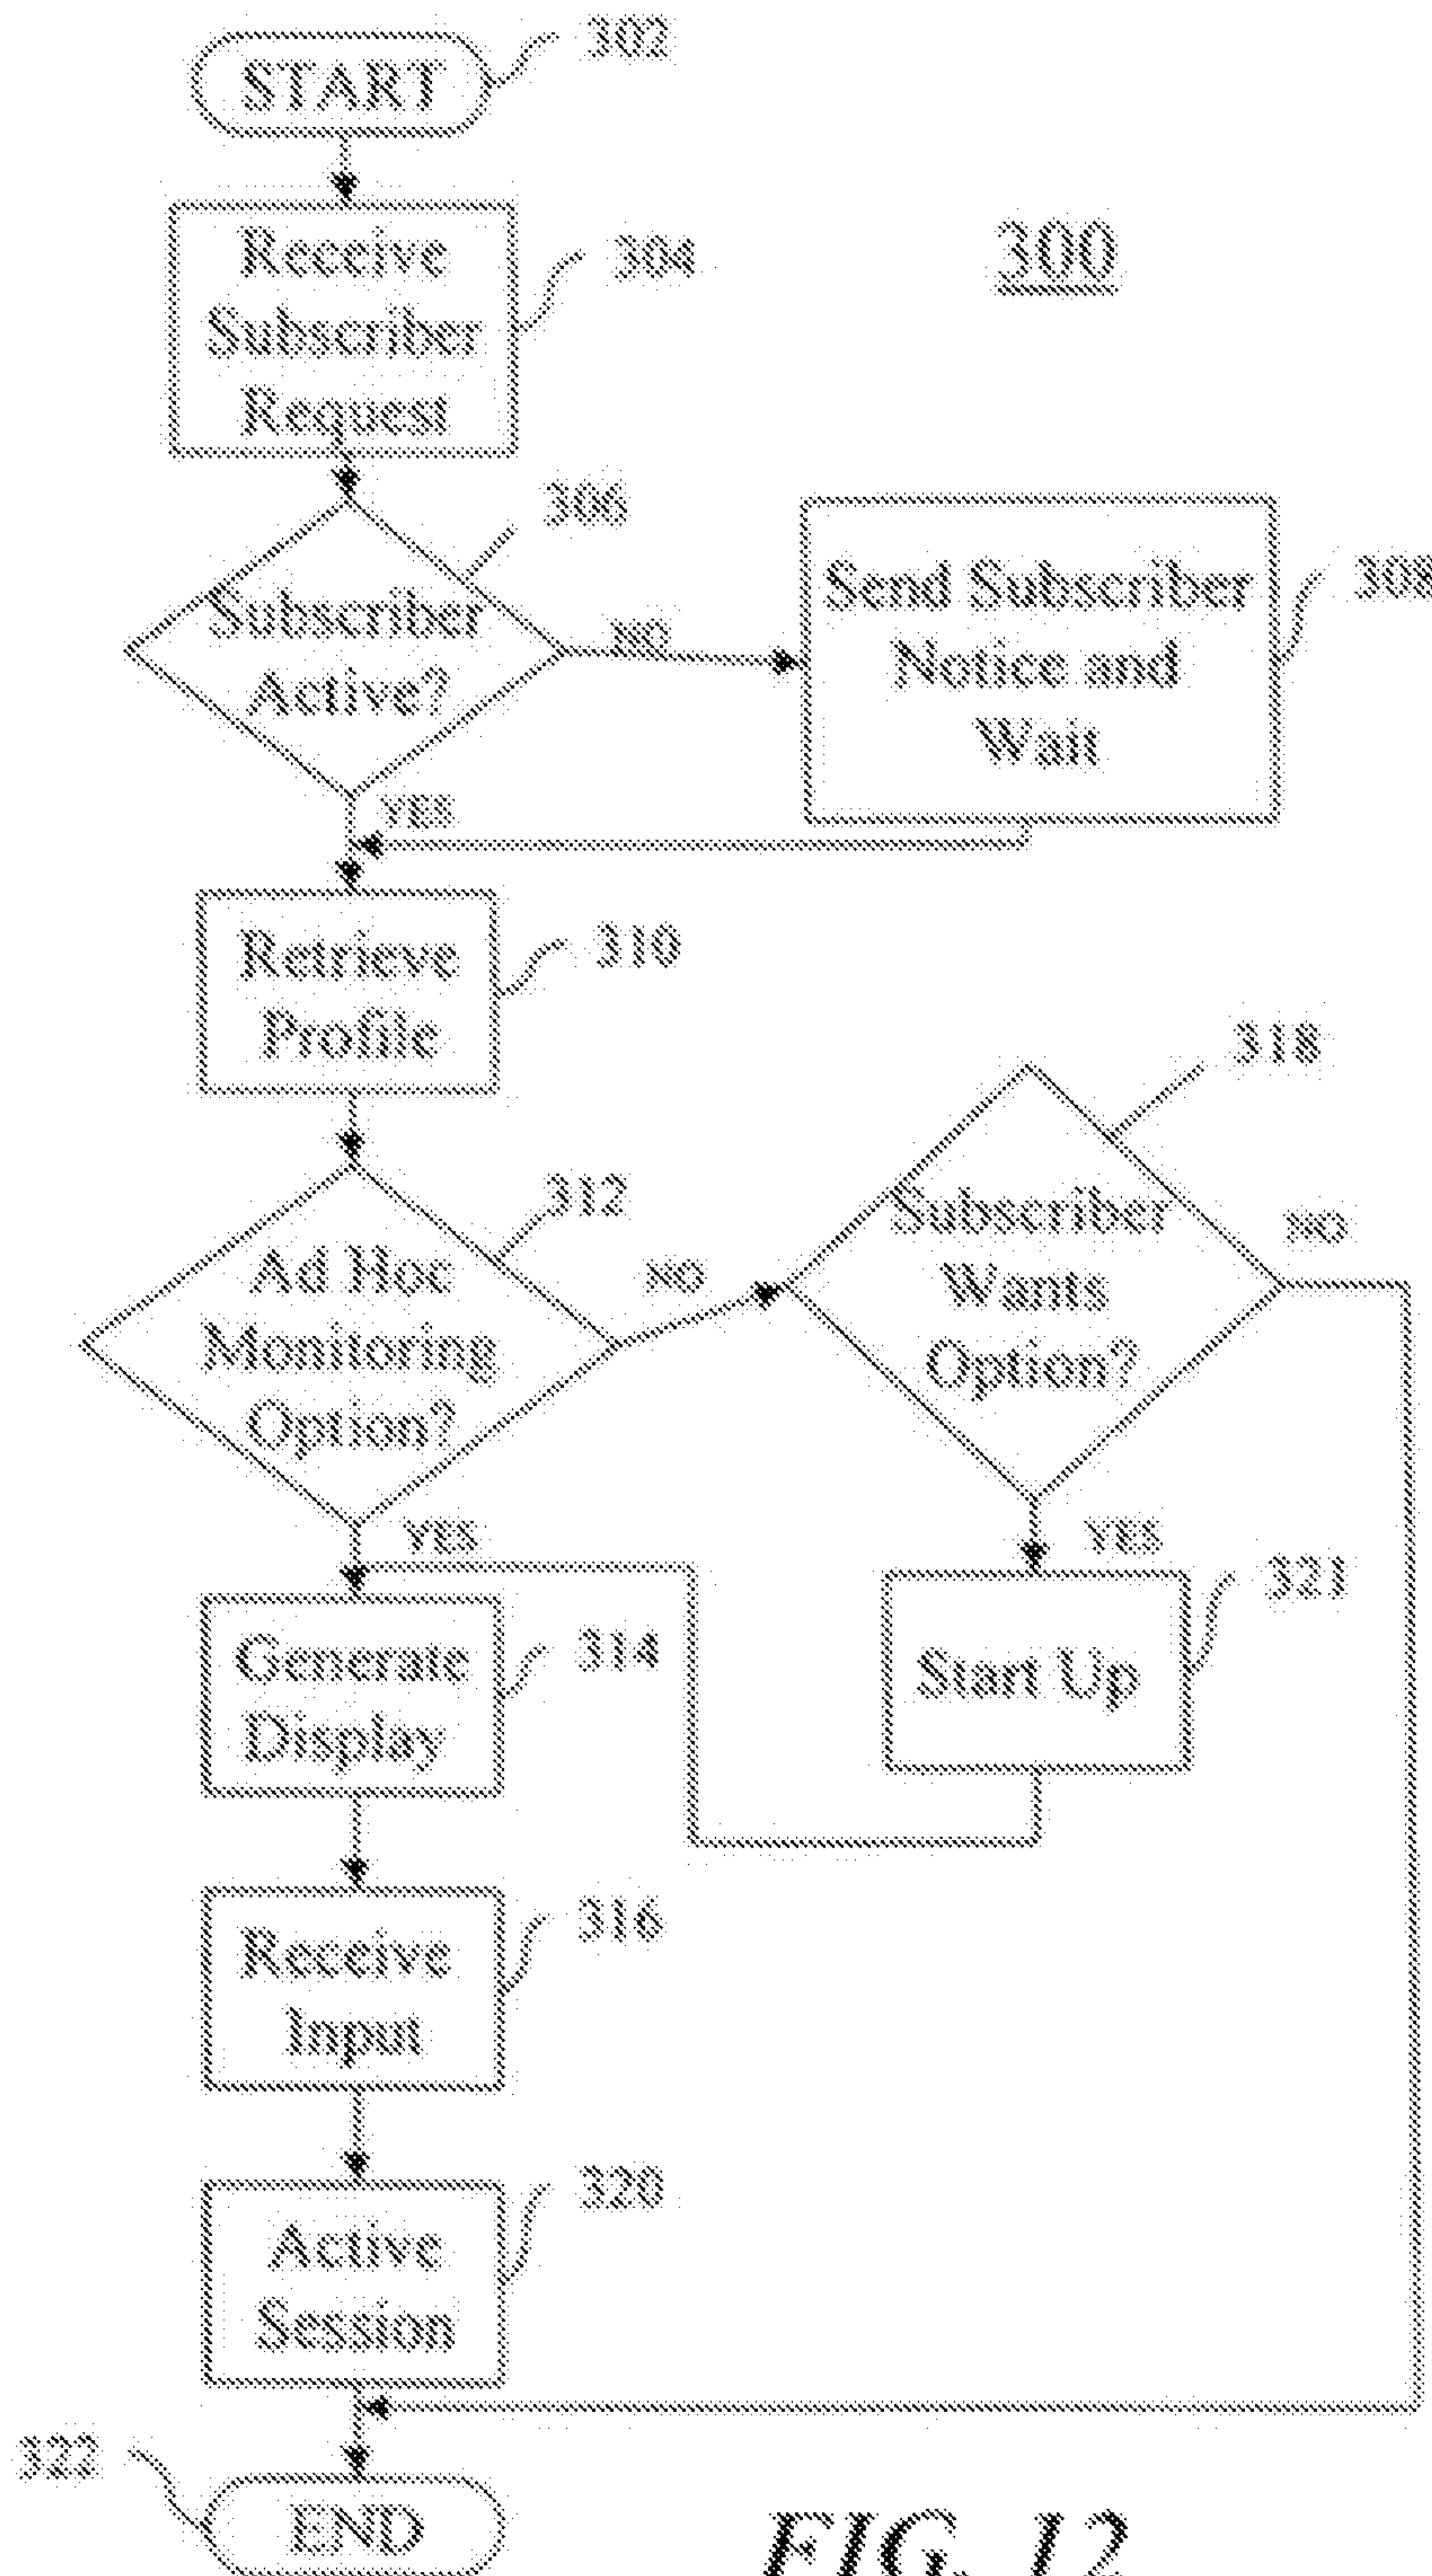 START
302
Receive
Subscriber
Request
304
300
306
Subscriber
Active?
NO
Send Subscriber
Notice and
Wait
308
YES
Retrieve
Profile
310
312
Ad Hoc
Monitoring
Option?
NO
318
Subscriber
Wants
Option?
NO
YES
YES
Generate
Display
314
Start Up
321
Receive
Input
316
Active
Session
320
322
END
FIG. 12